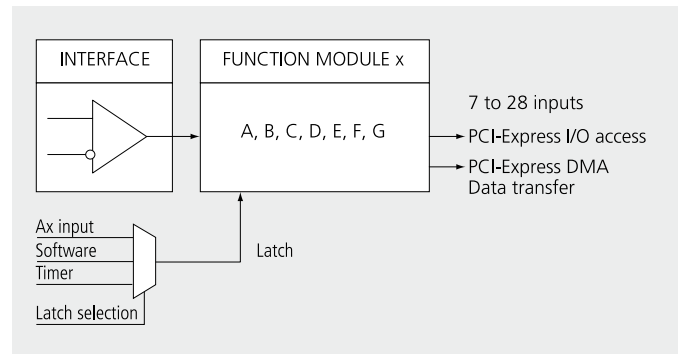 INTERFACE
FUNCTION MODULE x
A, B, C, D, E, F, G
7 to 28 inputs
PCI-Express I/O access
PCI-Express DMA
Data transfer
Ax input
Software
Timer
Latch
Latch selection